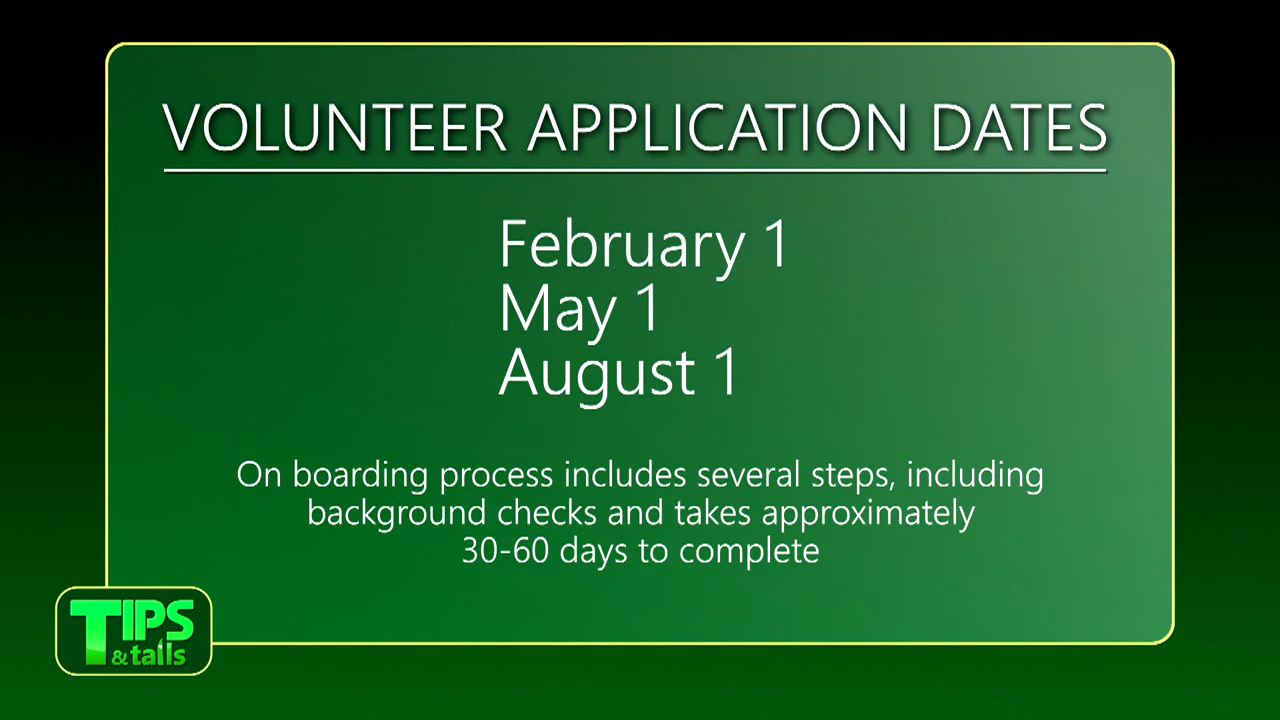 VOLUNTEER APPLICATION DATES
February 1
May 1
August 1
On boarding process includes several steps, including
background checks and takes approximately
30-60 days to complete
TIPS
& tails